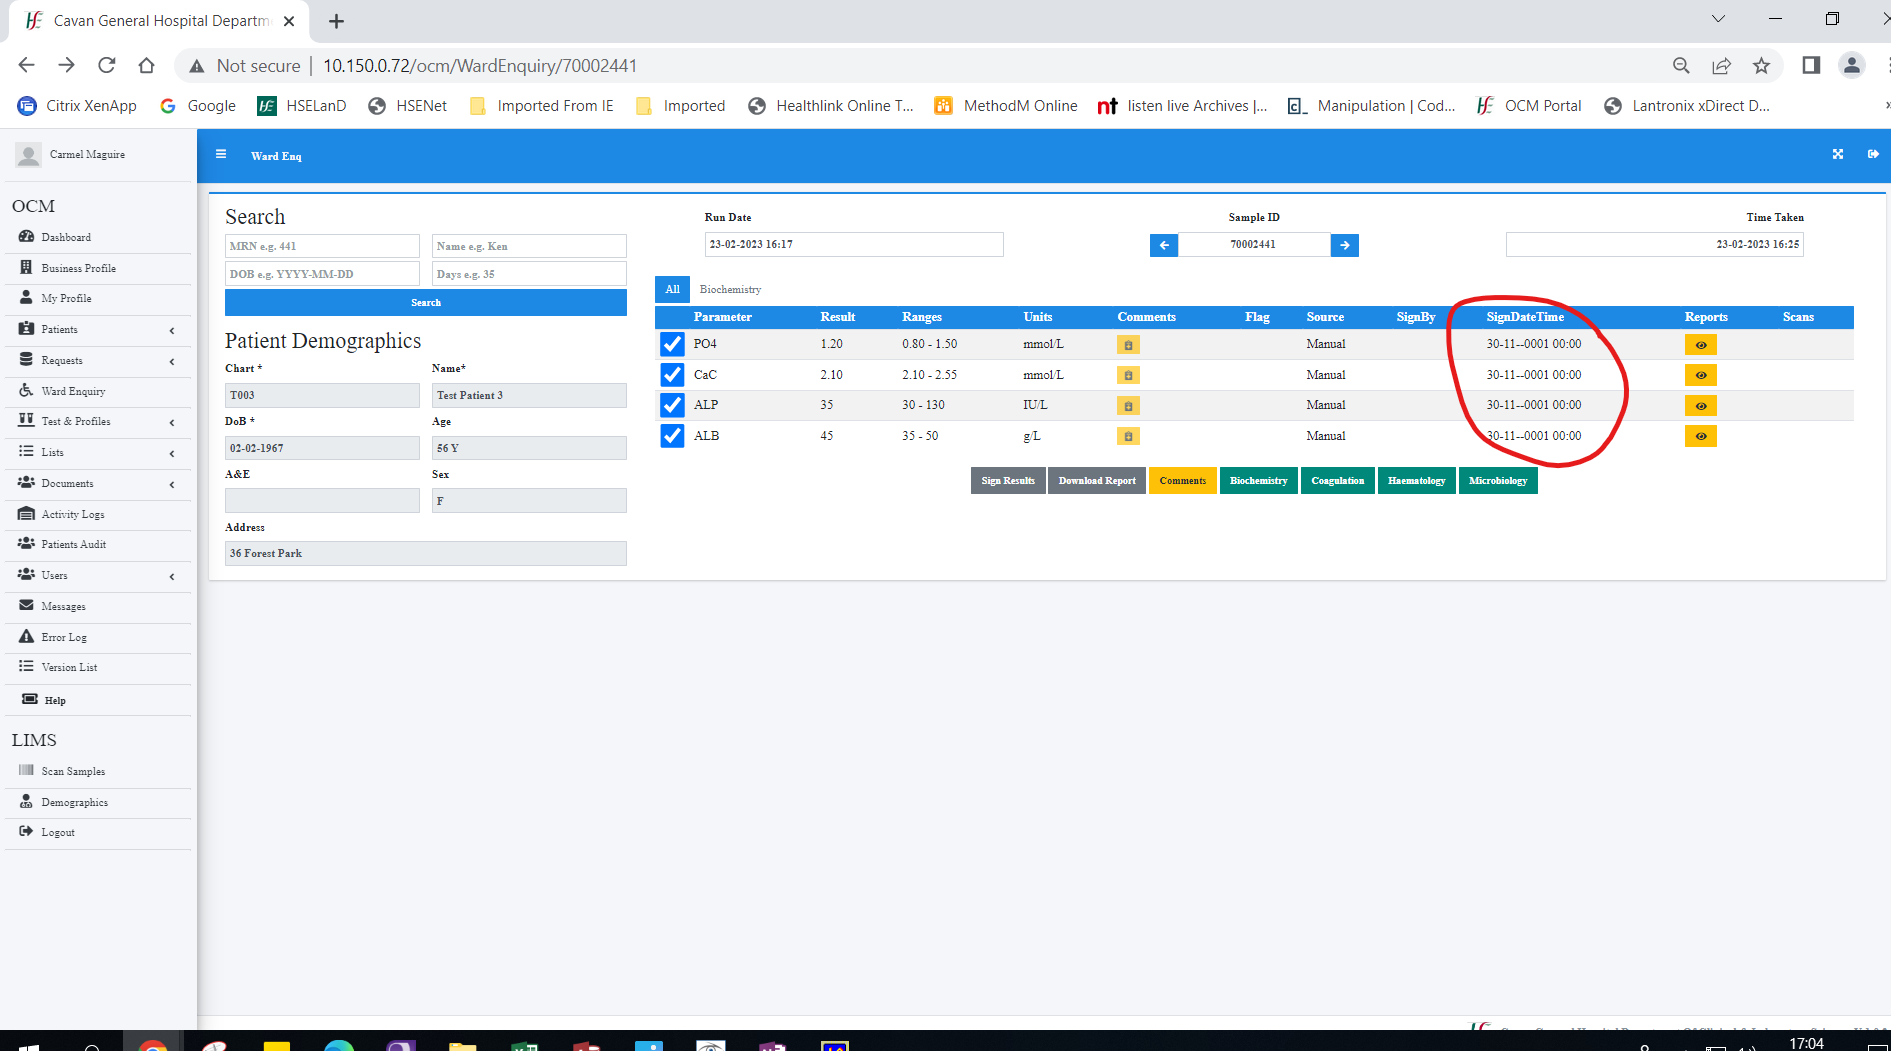 Cavan General Hospital Departm
Not secure | 10.150.0.72/ocm/WardEnquiry/70002441
Citrix XenApp Google HSELanD HSENet Imported From IE Imported Healthlink Online T... MethodM Online listen live Archives |... Manipulation | Cod... OCM Portal Lantronix xDirect D...
Carmel Maguire
Ward Enq
OCM
Dashboard
Business Profile
My Profile
Patients
Requests
Ward Enquiry
Test & Profiles
Lists
Documents
Activity Logs
Patients Audit
Users
Messages
Error Log
Version List
Help
LIMS
Scan Samples
Demographics
Logout
Search
MRN e.g. 441 Name e.g. Ken
DOB e.g. YYYY-MM-DD Days e.g. 35
Search
Patient Demographics
Chart * Name*
T003 Test Patient 3
DoB * Age
02-02-1967 56 Y
A&E Sex
F
Address
36 Forest Park
Run Date Sample ID Time Taken
23-02-2023 16:17 70002441 23-02-2023 16:25
All Biochemistry
Parameter Result Ranges Units Comments Flag Source SignBy SignDateTime Reports Scans
PO4 1.20 0.80 - 1.50 mmol/L Manual 30-11--0001 00:00
CaC 2.10 2.10 - 2.55 mmol/L Manual 30-11--0001 00:00
ALP 35 30 - 130 IU/L Manual 30-11--0001 00:00
ALB 45 35 - 50 g/L Manual 30-11--0001 00:00
Sign Results Download Report Comments Biochemistry Coagulation Haematology Microbiology
17:04